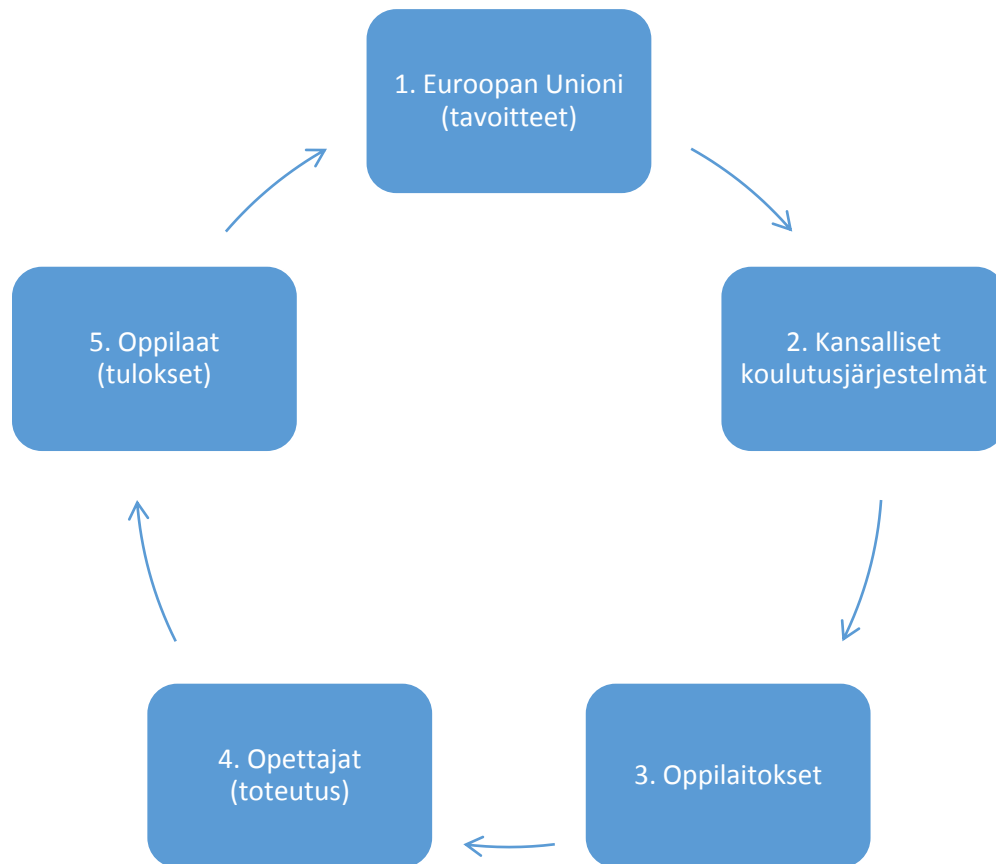 1. Euroopan Unioni
(tavoitteet)
2. Kansalliset
koulutusjärjestelmät
3. Oppilaitokset
4. Opettajat
(toteutus)
5. Oppilaat
(tulokset)